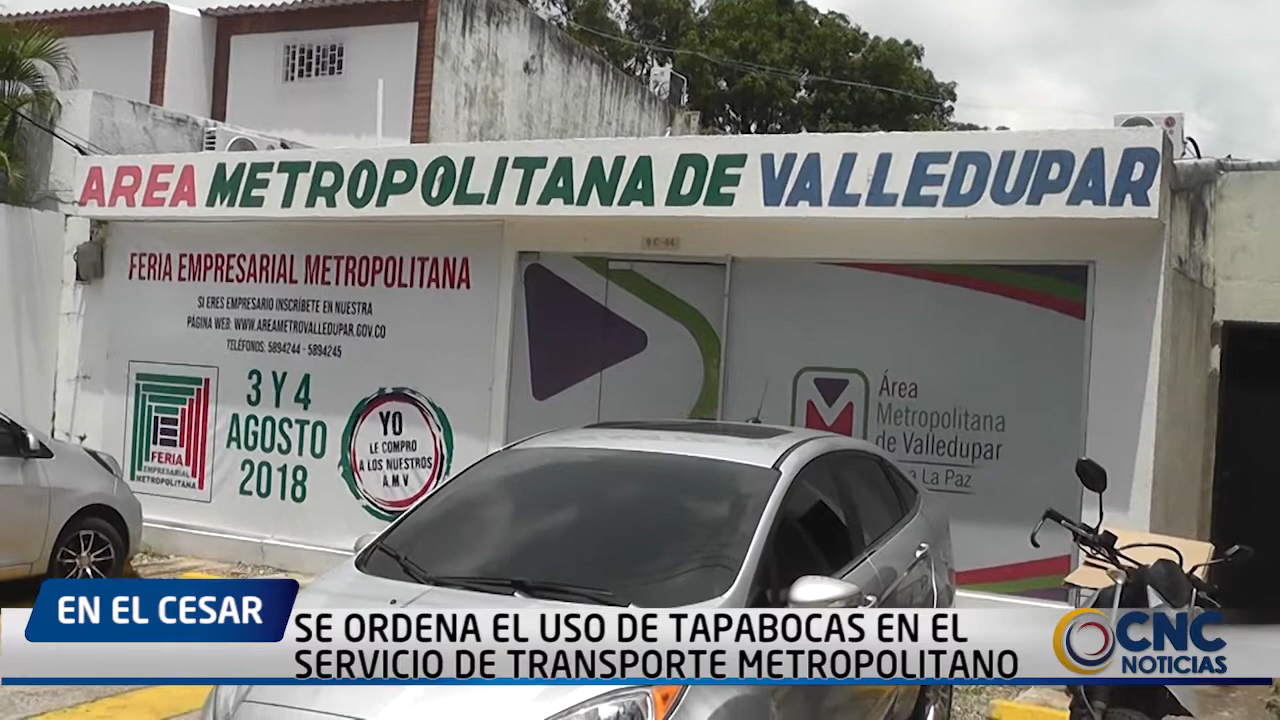 AREA METROPOLITANA DE VALLEDUPAR
9C-44
FERIA EMPRESARIAL METROPOLITANA
SI ERES EMPRESARIO INSCRÍBETE EN NUESTRA
PÁGINA WEB: WWW.AREAMETROVALLEDUPAR.GOV.CO
TELÉFONOS: 5894244 - 5894245
3 Y 4
AGOSTO
2018
FERIA
EMPRESARIAL
METROPOLITANA
YO
LE COMPRO
A LOS NUESTROS
A.M.V
Área
Metropolitana
de Valledupar
La Paz
EN EL CESAR
SE ORDENA EL USO DE TAPABOCAS EN EL
SERVICIO DE TRANSPORTE METROPOLITANO
CNC
NOTICIAS